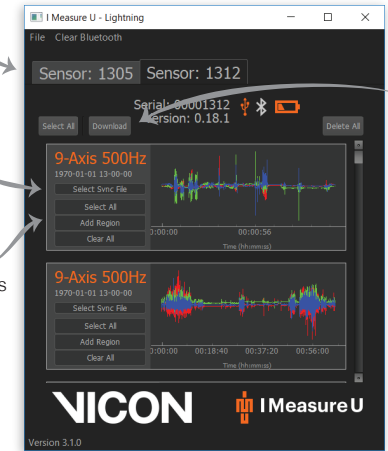 I Measure U - Lightning
File Clear Bluetooth
Sensor: 1305 Sensor: 1312
Serial: 00001312
Version: 0.18.1
Select All Download Delete All
9-Axis 500Hz
1970-01-01 13-00-00
Select Sync File
Select All
Add Region
Clear All
0:00:00 00:00:56
Time [hh:mm:ss]
s
9-Axis 500Hz
1970-01-01 13-00-00
Select Sync File
Select All
Add Region
Clear All
0:00:00 00:18:40 00:37:20 00:56:00
Time [hh:mm:ss]
VICON IMeasureU
Version 3.1.0